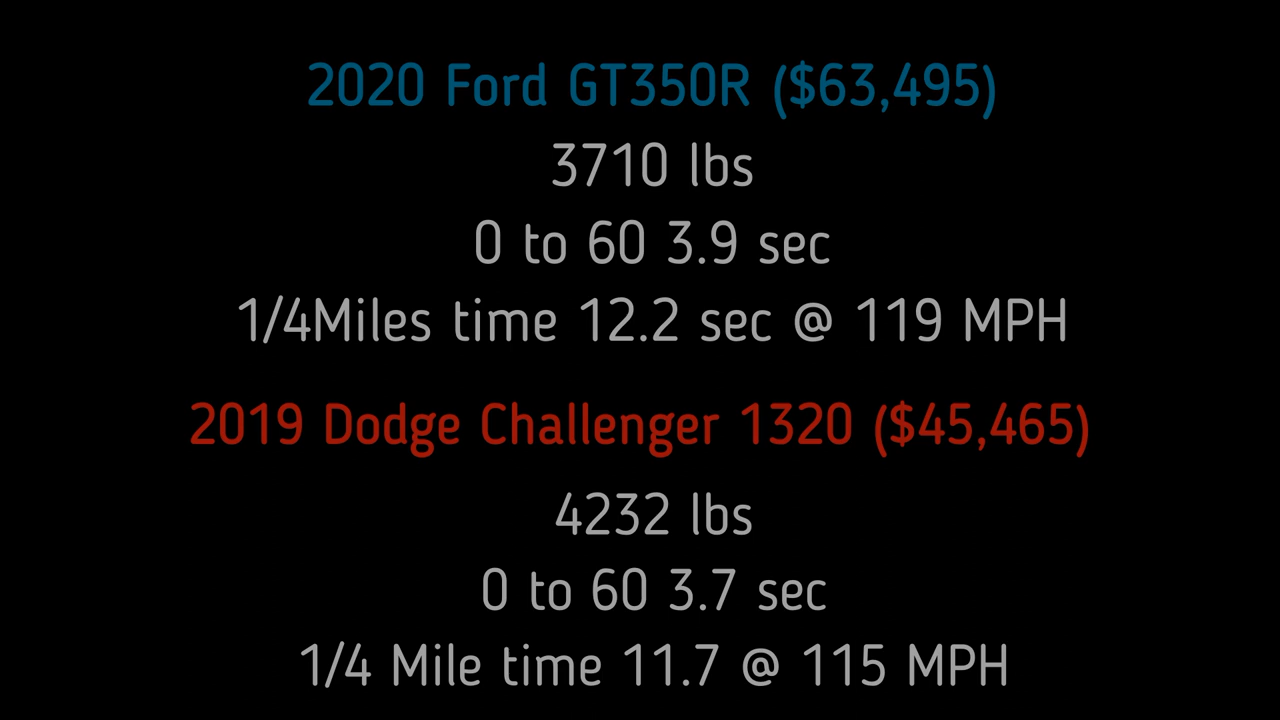 2020 Ford GT350R ($63,495)
3710 lbs
0 to 60 3.9 sec
1/4Miles time 12.2 sec @ 119 MPH
2019 Dodge Challenger 1320 ($45,465)
4232 lbs
0 to 60 3.7 sec
1/4 Mile time 11.7 @ 115 MPH